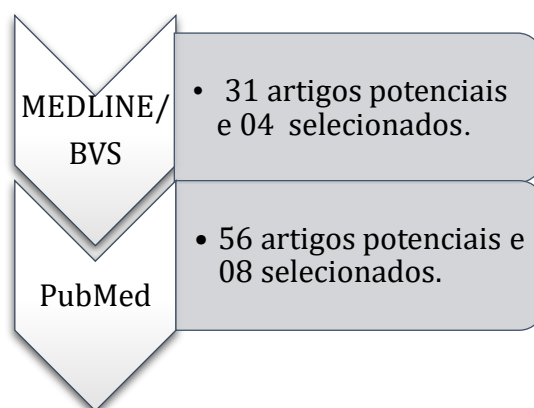 MEDLINE/
BVS
• 31 artigos potenciais
e 04 selecionados.
PubMed
• 56 artigos potenciais e
08 selecionados.